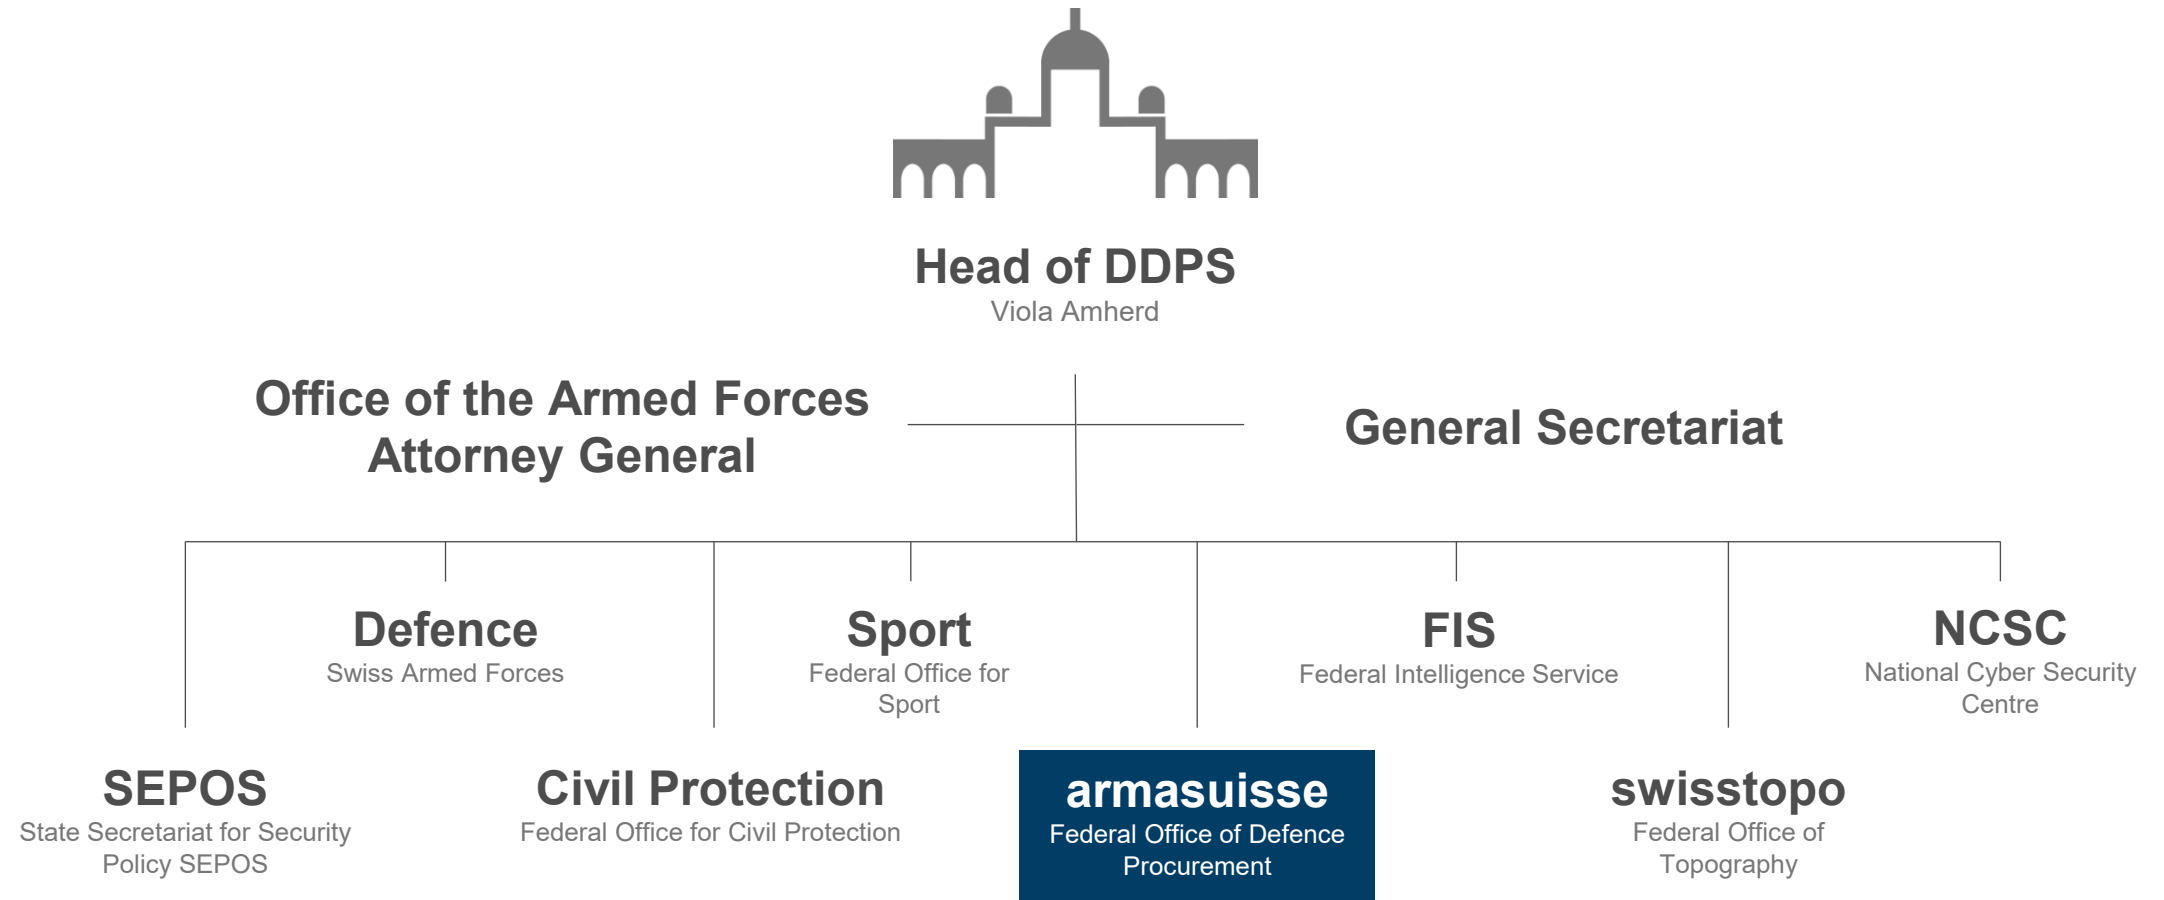 Head of DDPS
Viola Amherd
Office of the Armed Forces
Attorney General
General Secretariat
Defence
Swiss Armed Forces
Sport
Federal Office for
Sport
FIS
Federal Intelligence Service
NCSC
National Cyber Security
Centre
SEPOS
State Secretariat for Security
Policy SEPOS
Civil Protection
Federal Office for Civil Protection
armasuisse
Federal Office of Defence
Procurement
swisstopo
Federal Office of
Topography